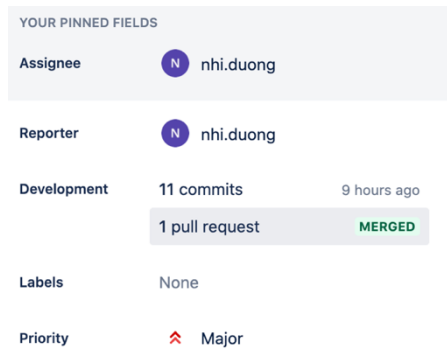 YOUR PINNED FIELDS
Assignee N nhi.duong
Reporter N nhi.duong
Development 11 commits 9 hours ago
1 pull request MERGED
Labels None
Priority Major